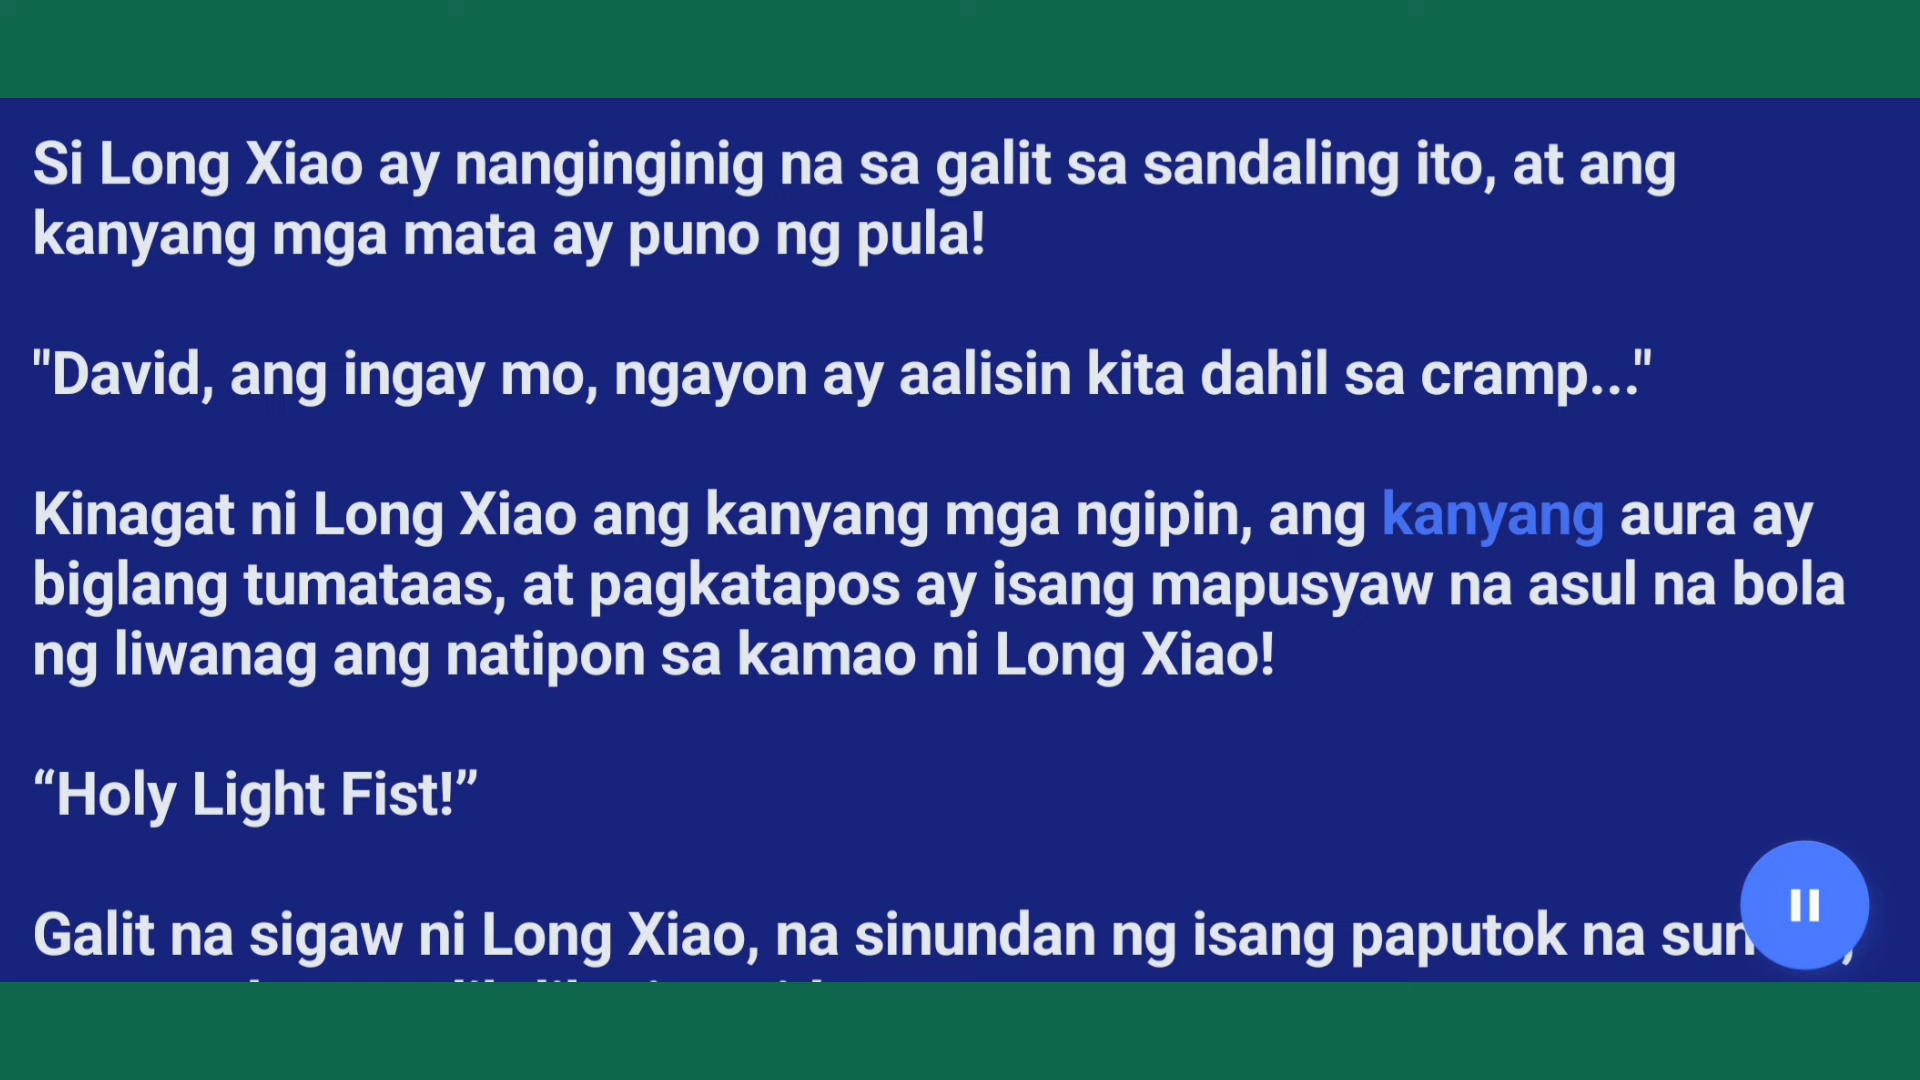 Si Long Xiao ay nanginginig na sa galit sa sandaling ito, at ang
kanyang mga mata ay puno ng pula!
"David, ang ingay mo, ngayon ay aalisin kita dahil sa cramp..."
Kinagat ni Long Xiao ang kanyang mga ngipin, ang kanyang aura ay
biglang tumataas, at pagkatapos ay isang mapusyaw na asul na bola
ng liwanag ang natipon sa kamao ni Long Xiao!
“Holy Light Fist!”
Galit na sigaw ni Long Xiao, na sinundan ng isang paputok na